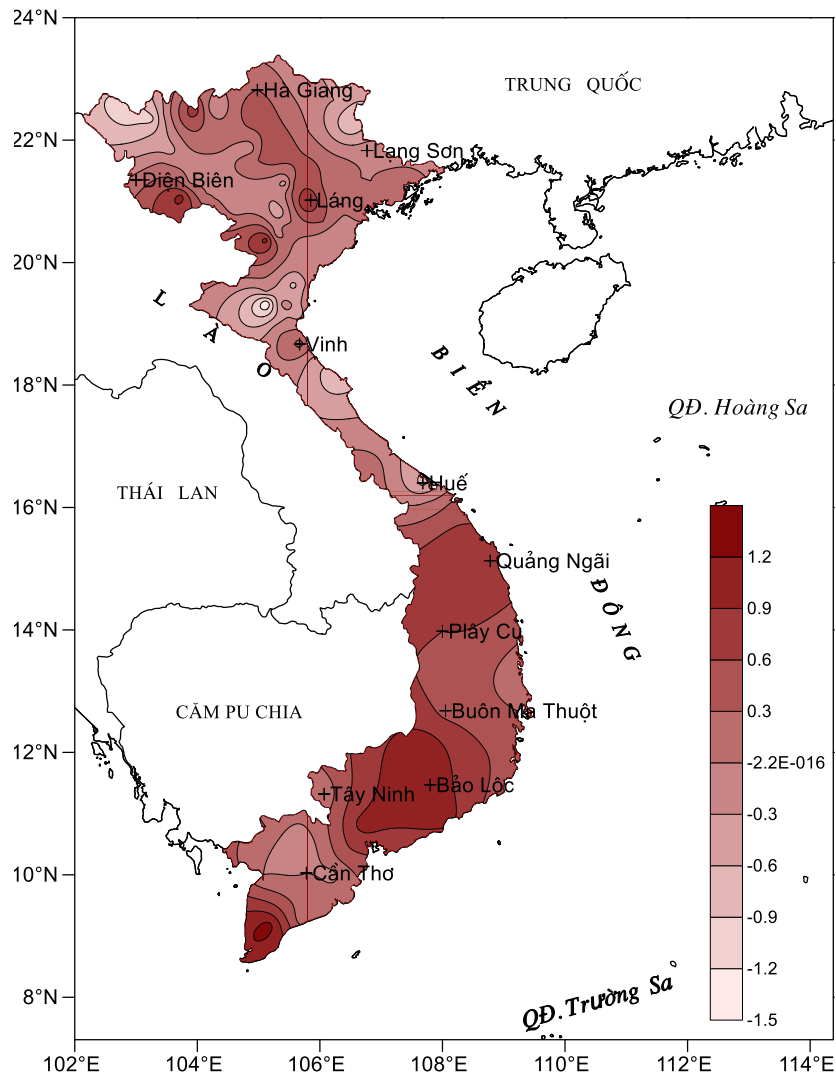 24°N
TRUNG QUỐC
Hà Giang
22°N
Lạng Sơn
Điện Biên
Láng
20°N
L À O
Vinh
BIỂN
18°N
QĐ. Hoàng Sa
THÁI LAN
Huế
16°N
Quảng Ngãi
ĐÔNG
14°N
Plây Cu
CĂM PU CHIA
Buôn Ma Thuột
12°N
Bảo Lộc
Tây Ninh
10°N
Cần Thơ
8°N
QĐ. Trường Sa
1.2
0.9
0.6
0.3
-2.2E-016
-0.3
-0.6
-0.9
-1.2
-1.5
102°E 104°E 106°E 108°E 110°E 112°E 114°E